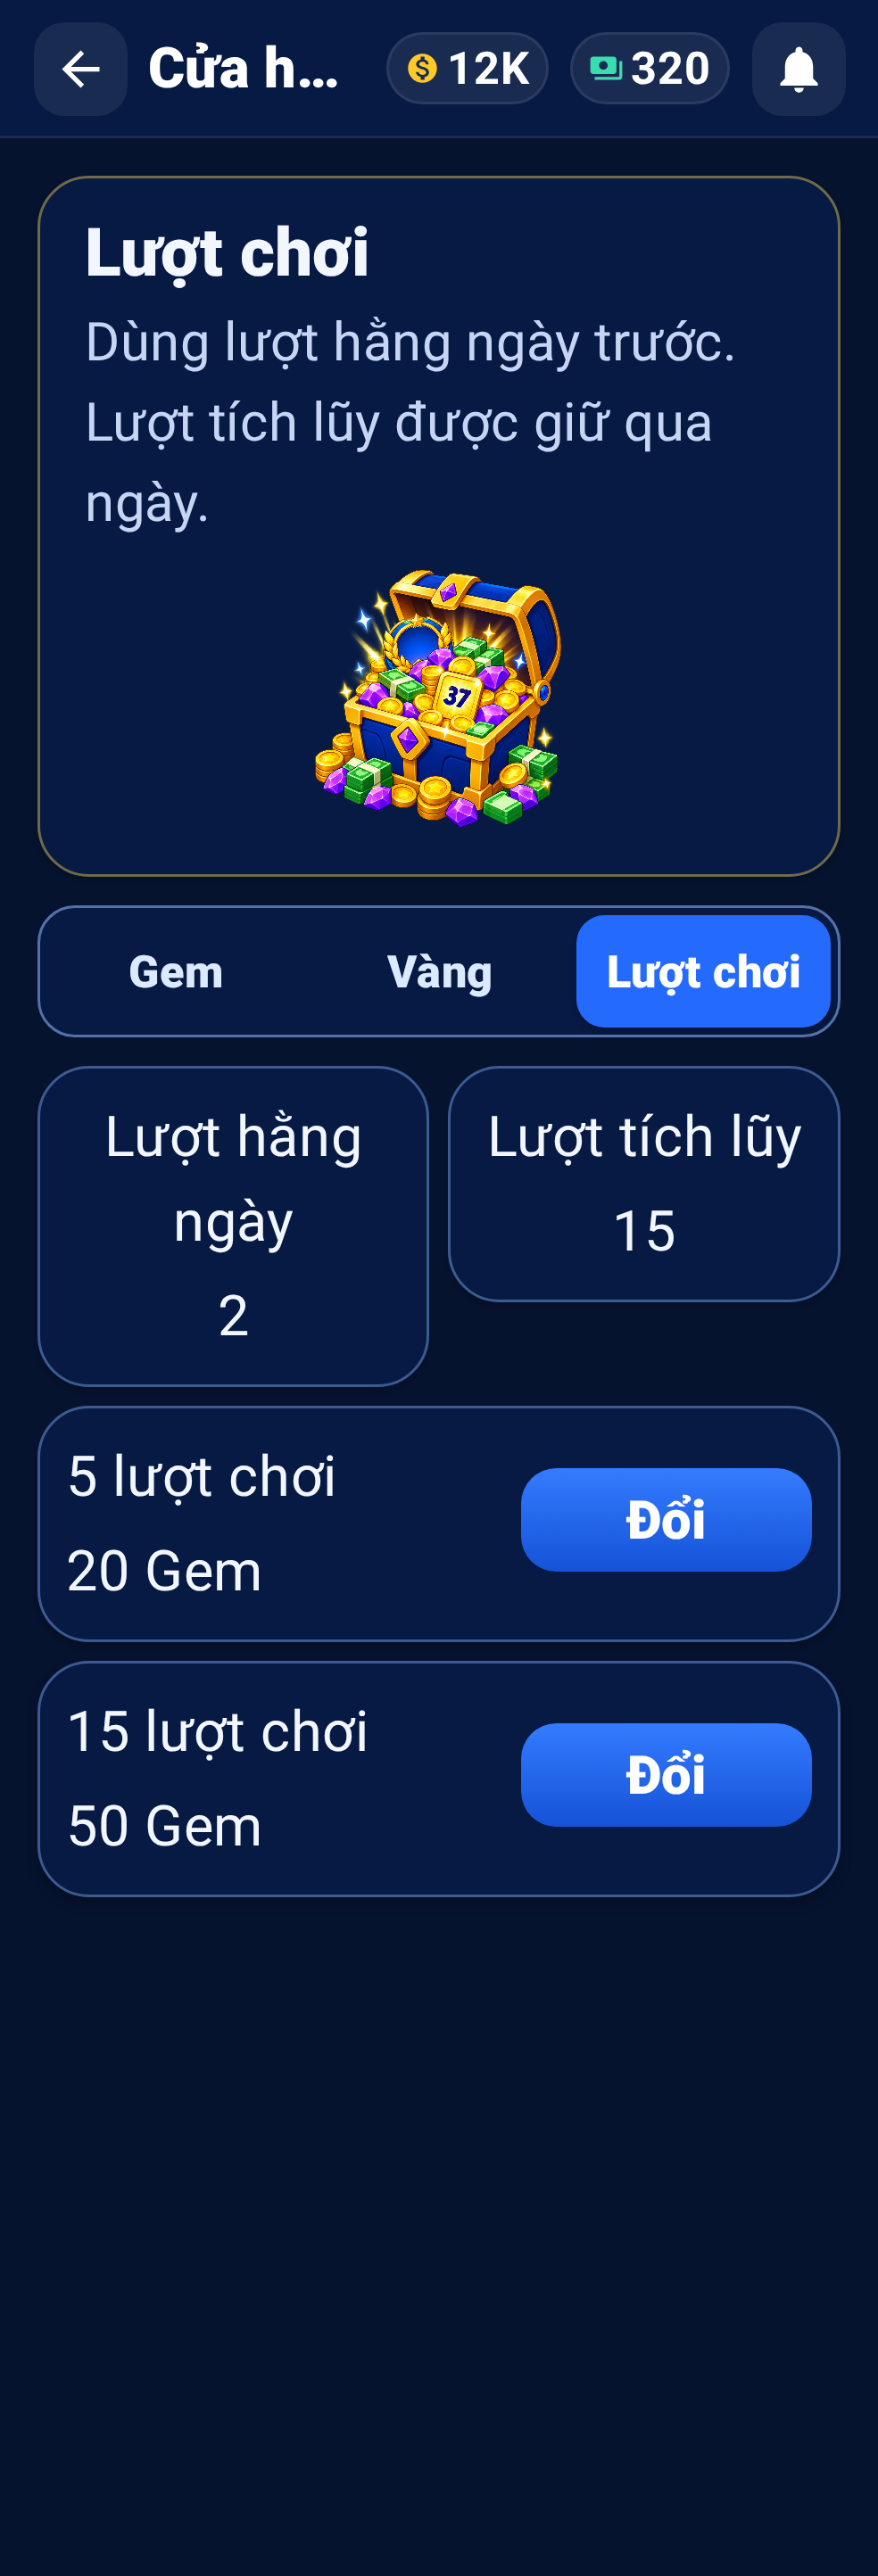 Cửa h...
12K
320
Lượt chơi
Dùng lượt hằng ngày trước.
Lượt tích lũy được giữ qua
ngày.
37
Gem
Vàng
Lượt chơi
Lượt hằng
ngày
2
Lượt tích lũy
15
5 lượt chơi
20 Gem
Đổi
15 lượt chơi
50 Gem
Đổi